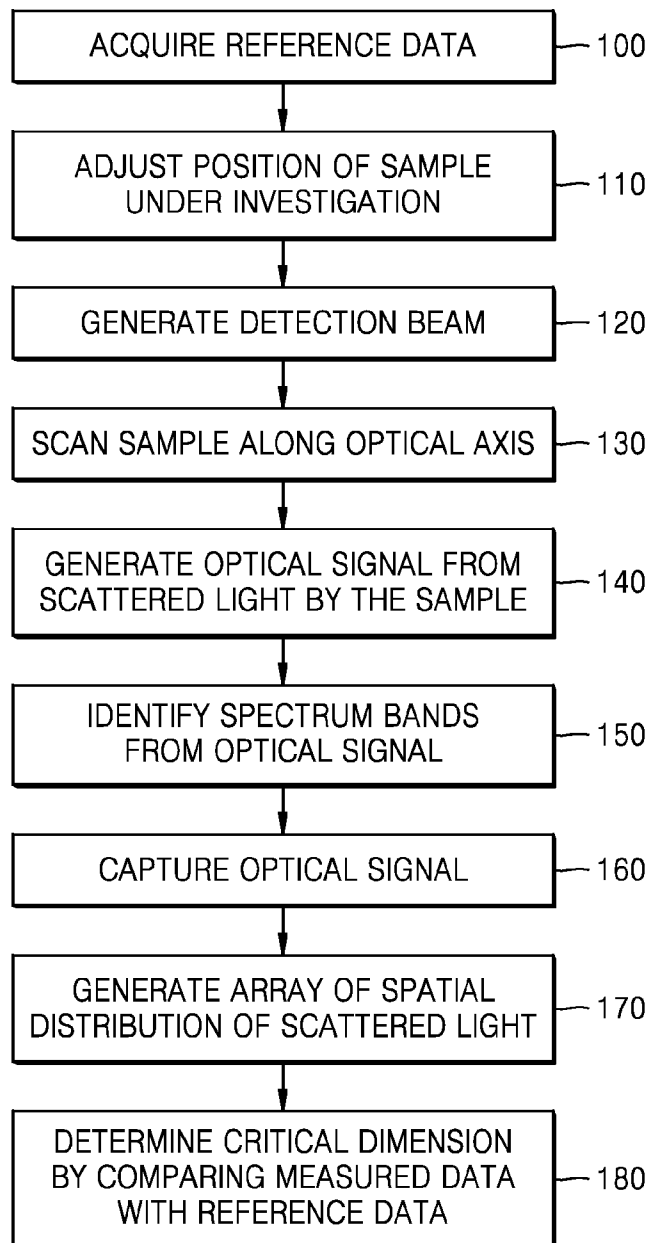 ACQUIRE REFERENCE DATA
100
ADJUST POSITION OF SAMPLE
UNDER INVESTIGATION
110
GENERATE DETECTION BEAM
120
SCAN SAMPLE ALONG OPTICAL AXIS
130
GENERATE OPTICAL SIGNAL FROM
SCATTERED LIGHT BY THE SAMPLE
140
IDENTIFY SPECTRUM BANDS
FROM OPTICAL SIGNAL
150
CAPTURE OPTICAL SIGNAL
160
GENERATE ARRAY OF SPATIAL
DISTRIBUTION OF SCATTERED LIGHT
170
DETERMINE CRITICAL DIMENSION
BY COMPARING MEASURED DATA
WITH REFERENCE DATA
180